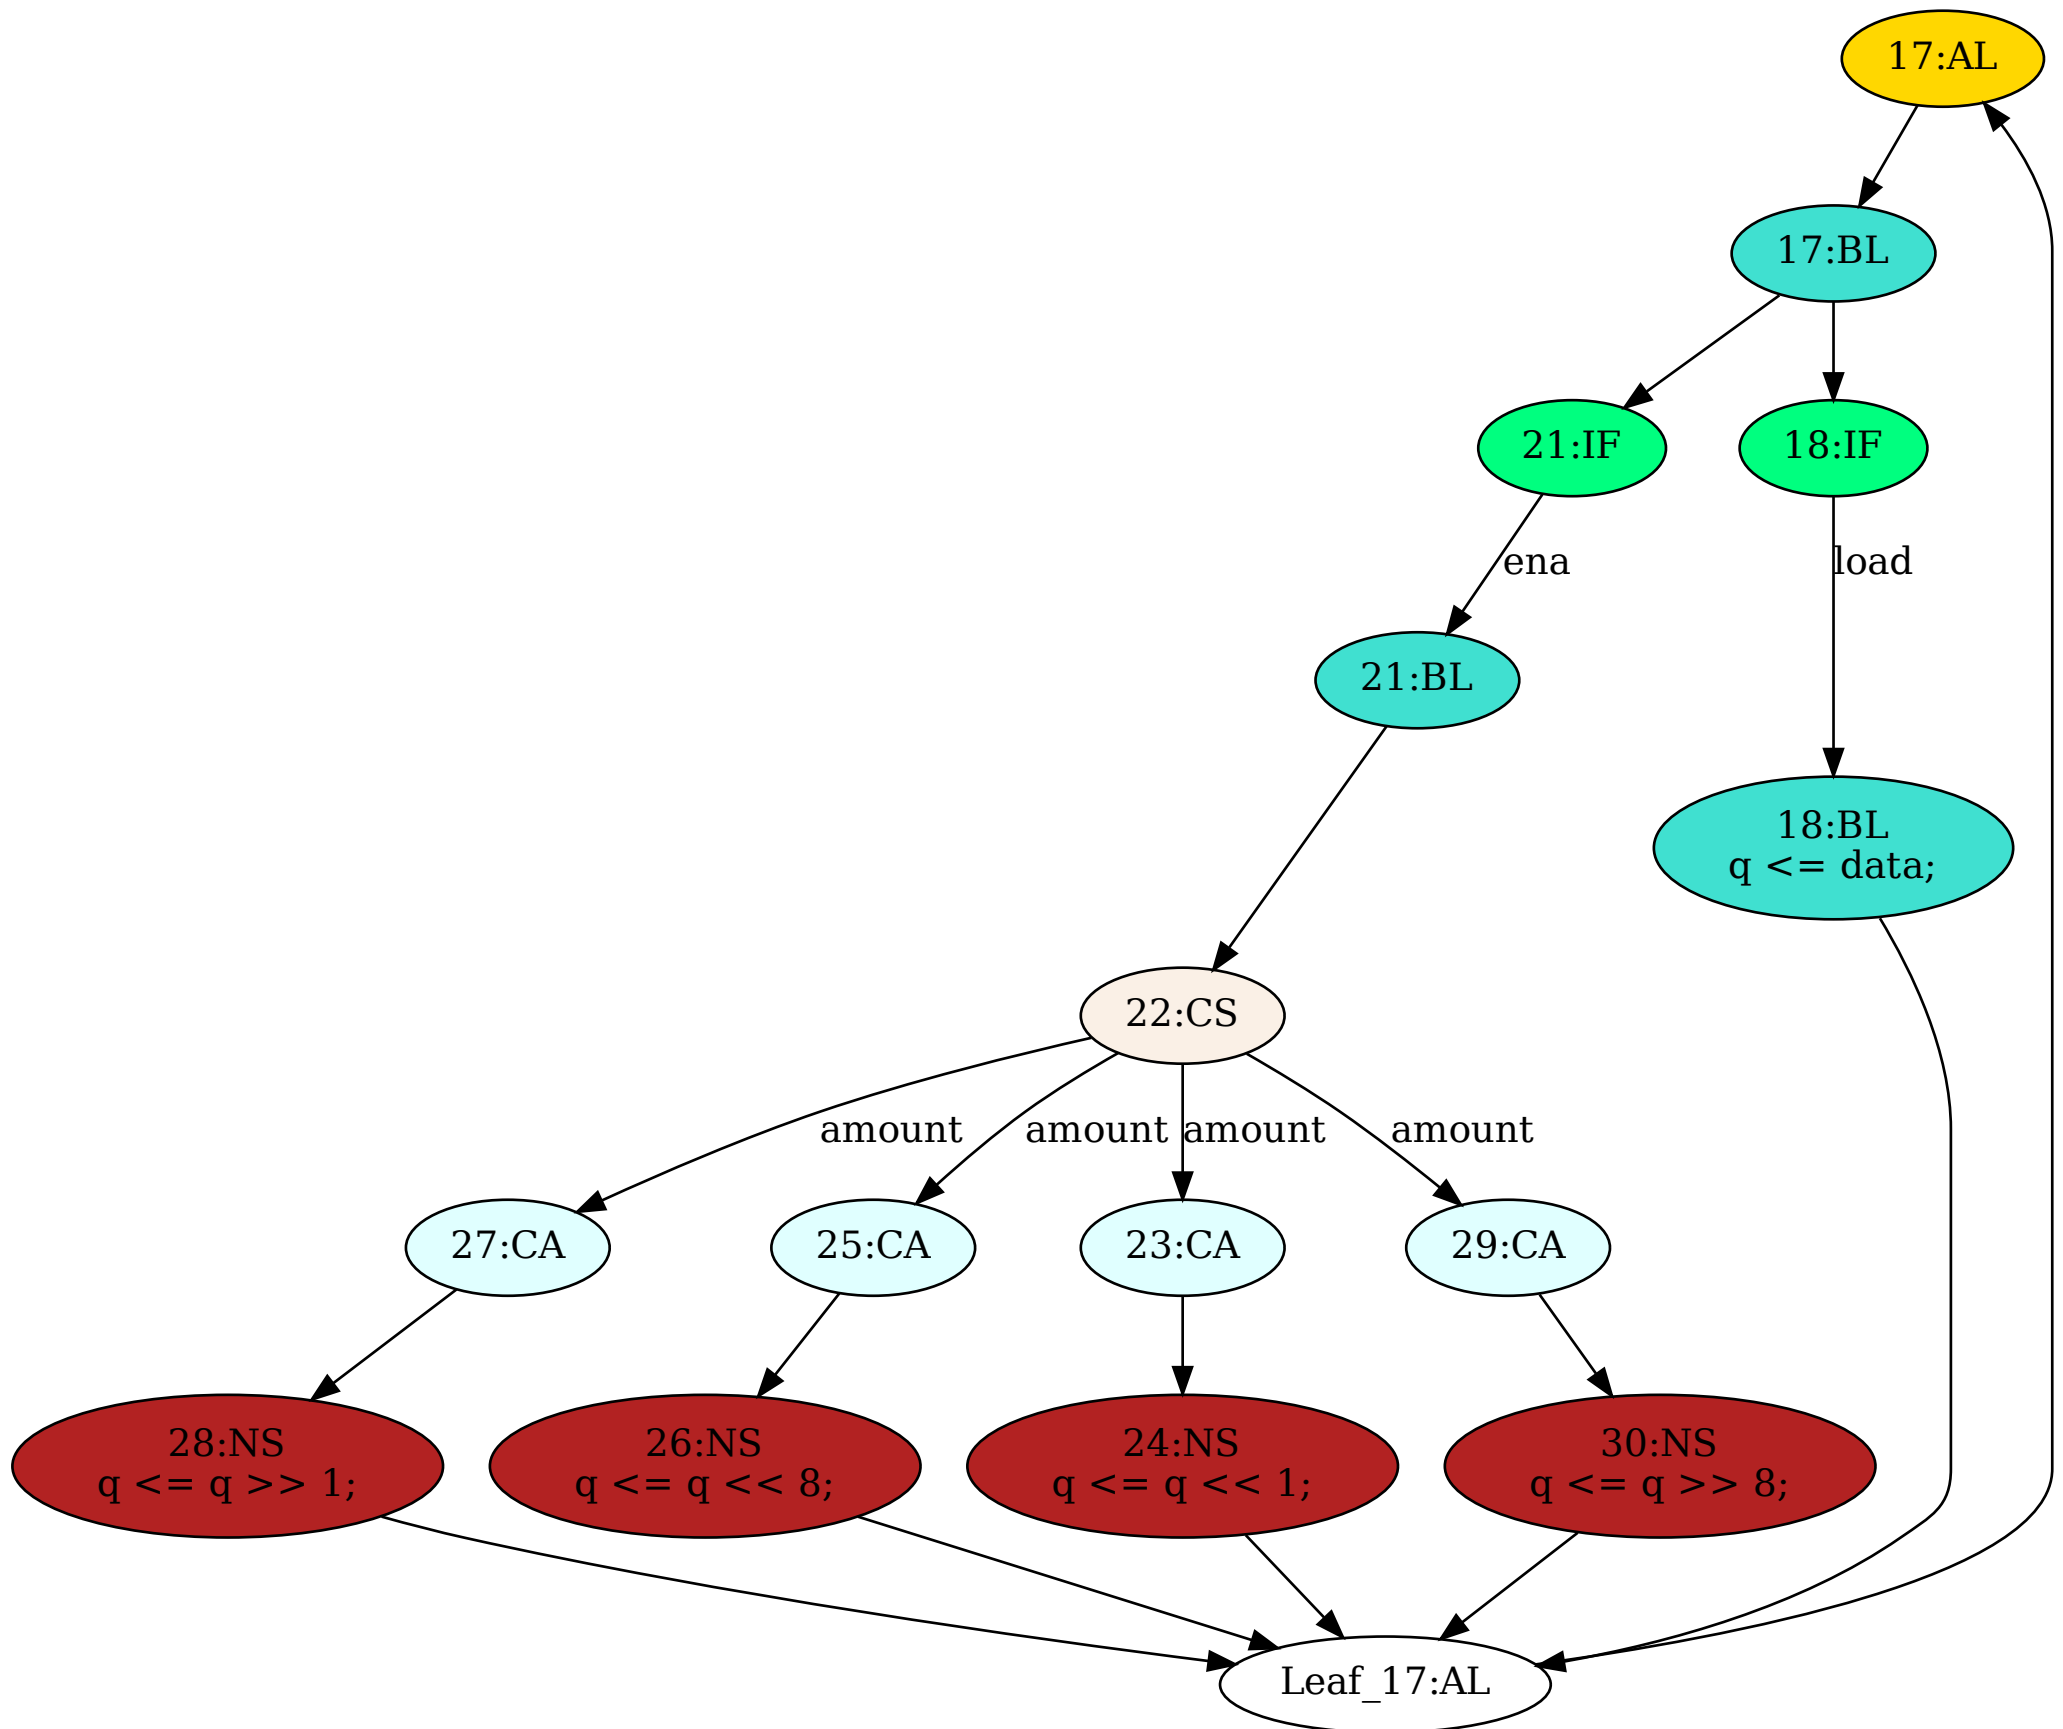 17:AL
17:BL
21:IF
18:IF
ena
load
21:BL
18:BL
q <= data;
22:CS
amount
amount
amount
amount
27:CA
25:CA
23:CA
29:CA
28:NS
q <= q >> 1;
26:NS
q <= q << 8;
24:NS
q <= q << 1;
30:NS
q <= q >> 8;
Leaf_17:AL